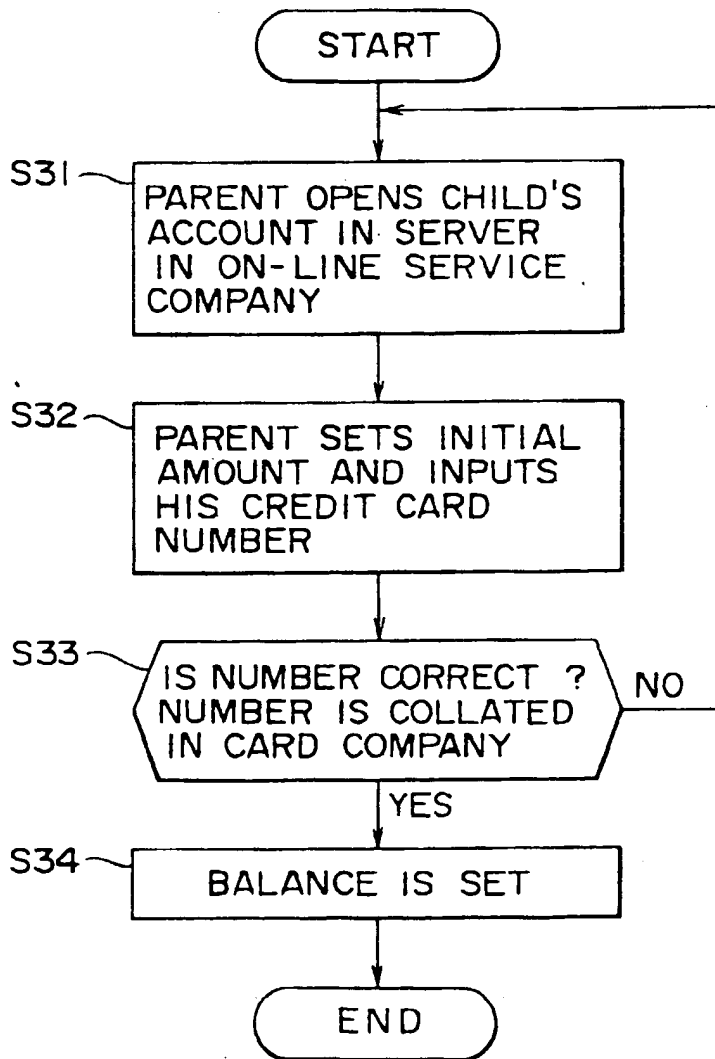 START
S31
PARENT OPENS CHILD'S
ACCOUNT IN SERVER
IN ON-LINE SERVICE
COMPANY
S32
PARENT SETS INITIAL
AMOUNT AND INPUTS
HIS CREDIT CARD
NUMBER
S33
IS NUMBER CORRECT ?
NUMBER IS COLLATED
IN CARD COMPANY
NO
YES
S34
BALANCE IS SET
END